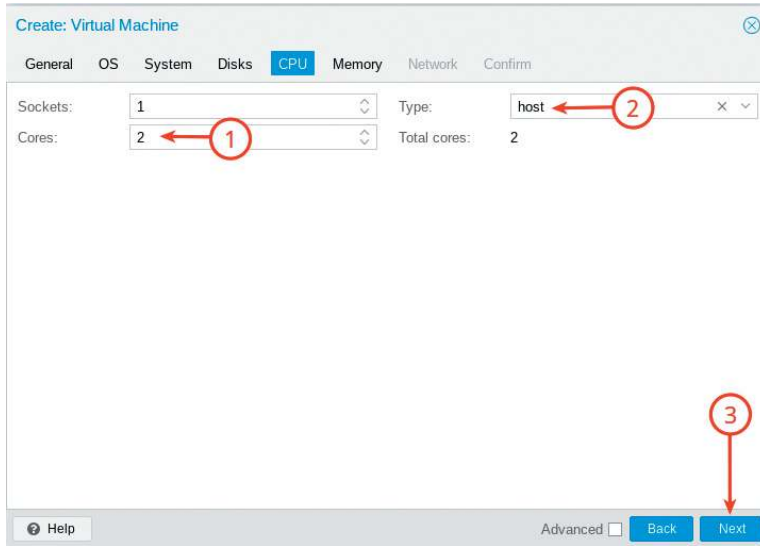 Create: Virtual Machine
General OS System Disks CPU Memory Network Confirm
Sockets: 1 Type: host 2
Cores: 2 1 Total cores: 2
3
Help Advanced Back Next